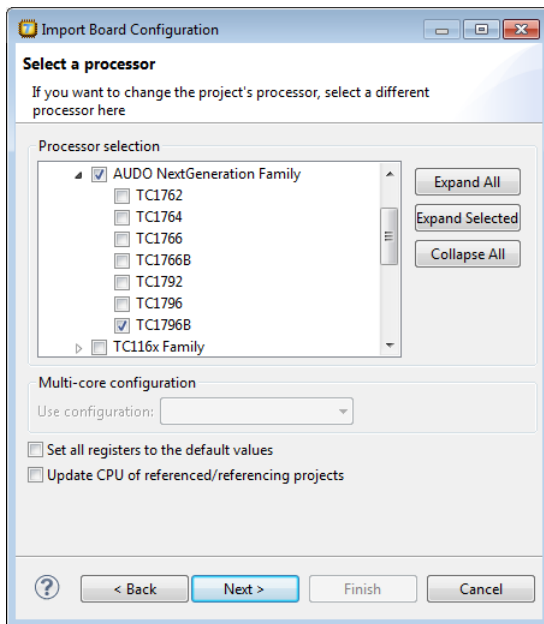 Import Board Configuration
Select a processor
If you want to change the project's processor, select a different
processor here
Processor selection
AUDO NextGeneration Family
TC1762
TC1764
TC1766
TC1766B
TC1792
TC1796
TC1796B
TC116x Family
Expand All
Expand Selected
Collapse All
Multi-core configuration
Use configuration:
Set all registers to the default values
Update CPU of referenced/referencing projects
< Back
Next >
Finish
Cancel